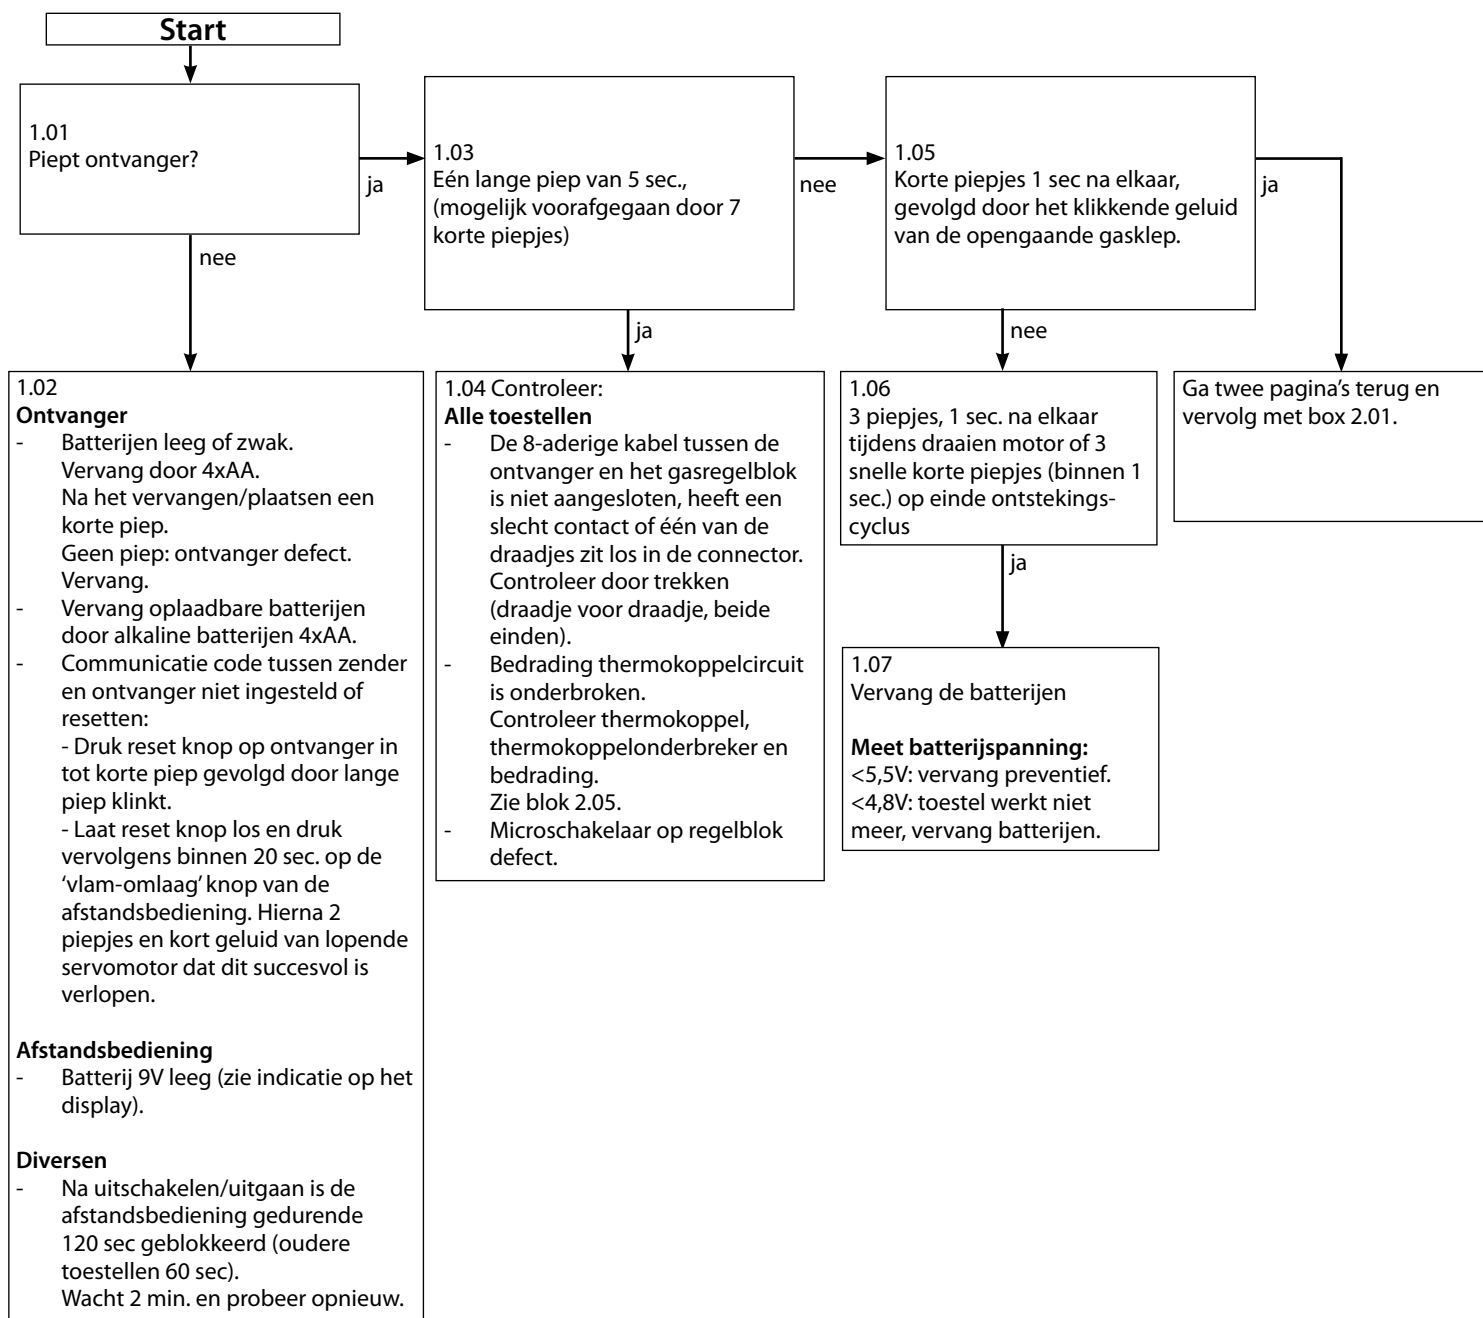 Start
1.01
Piept ontvanger?
ja
nee
1.03
Eén lange piep van 5 sec.,
(mogelijk voorafgegaan door 7
korte piepjes)
nee
ja
1.05
Korte piepjes 1 sec na elkaar,
gevolgd door het klikkende geluid
van de opengaande gasklep.
ja
nee
1.02
Ontvanger
- Batterijen leeg of zwak.
Vervang door 4xAA.
Na het vervangen/plaatsen een
korte piep.
Geen piep: ontvanger defect.
Vervang.
- Vervang oplaadbare batterijen
door alkaline batterijen 4xAA.
- Communicatie code tussen zender
en ontvanger niet ingesteld of
resetten:
- Druk reset knop op ontvanger in
tot korte piep gevolgd door lange
piep klinkt.
- Laat reset knop los en druk
vervolgens binnen 20 sec. op de
‘vlam-omlaag’ knop van de
afstandsbediening. Hierna 2
piepjes en kort geluid van lopende
servomotor dat dit succesvol is
verlopen.
Afstandsbediening
- Batterij 9V leeg (zie indicatie op het
display).
Diversen
- Na uitschakelen/uitgaan is de
afstandsbediening gedurende
120 sec geblokkeerd (oudere
toestellen 60 sec).
Wacht 2 min. en probeer opnieuw.
1.04 Controleer:
Alle toestellen
- De 8-aderige kabel tussen de
ontvanger en het gasregelblok
is niet aangesloten, heeft een
slecht contact of één van de
draadjes zit los in de connector.
Controleer door trekken
(draadje voor draadje, beide
einden).
- Bedrading thermokoppelcircuit
is onderbroken.
Controleer thermokoppel,
thermokoppelonderbreker en
bedrading.
Zie blok 2.05.
- Microschakelaar op regelblok
defect.
1.06
3 piepjes, 1 sec. na elkaar
tijdens draaien motor of 3
snelle korte piepjes (binnen 1
sec.) op einde ontstekings-
cyclus
ja
1.07
Vervang de batterijen
Meet batterijspanning:
<5,5V: vervang preventief.
<4,8V: toestel werkt niet
meer, vervang batterijen.
Ga twee pagina’s terug en
vervolg met box 2.01.